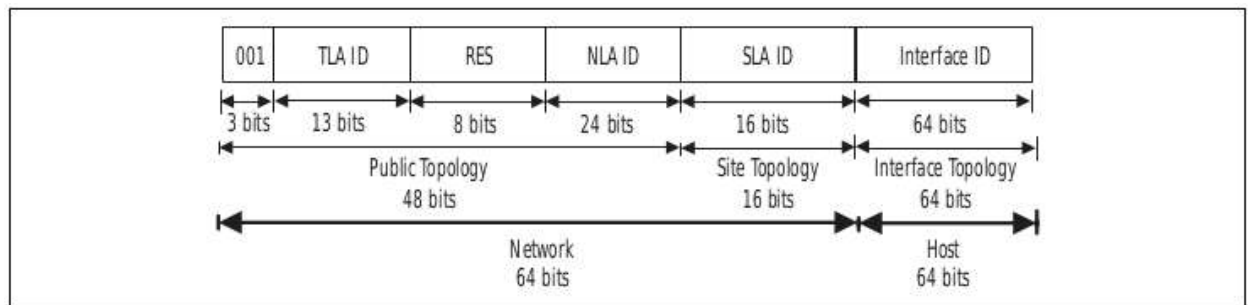 001 TLA ID RES NLA ID SLA ID Interface ID
3 bits 13 bits 8 bits 24 bits 16 bits 64 bits
Public Topology Site Topology Interface Topology
48 bits 16 bits 64 bits
Network Host
64 bits 64 bits